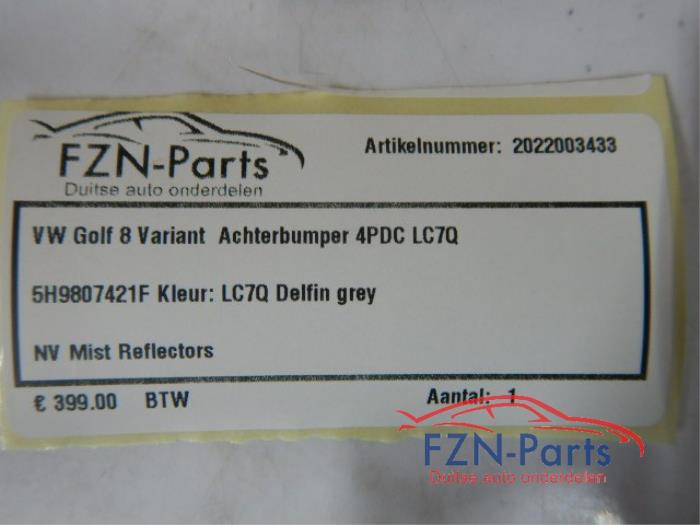 FZN-Parts
Duitse auto onderdelen
Artikelnummer: 2022003433
VW Golf 8 Variant Achterbumper 4PDC LC7Q
5H9807421F Kleur: LC7Q Delfin grey
NV Mist Reflectors
€ 399.00 BTW
Aantal: 1
FZN-Parts
Duitse auto onderdelen